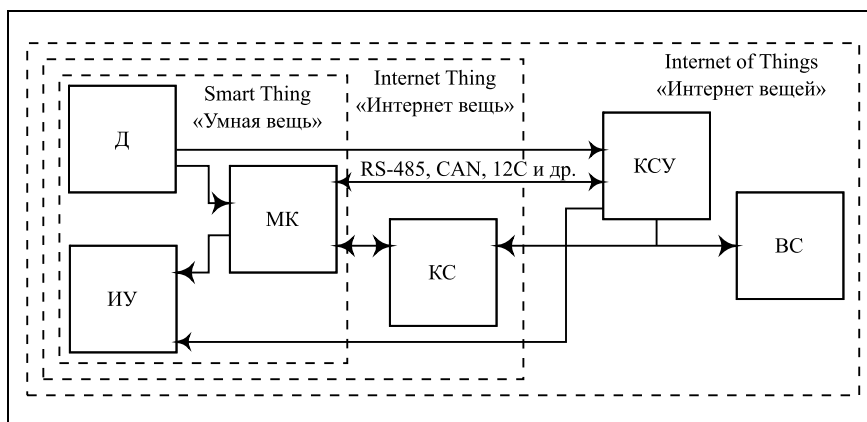 Internet of Things
«Интернет вещей»
Internet Thing
«Интернет вещь»
Smart Thing
«Умная вещь»
Д
RS-485, CAN, 12C и др.
КСУ
МК
КС
ВС
ИУ